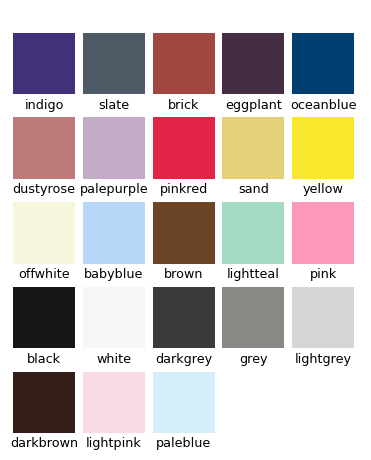 indigo slate brick eggplant oceanblue
dustyrose palepurple pinkred sand yellow
offwhite babyblue brown lightteal pink
black white darkgrey grey lightgrey
darkbrown lightpink paleblue